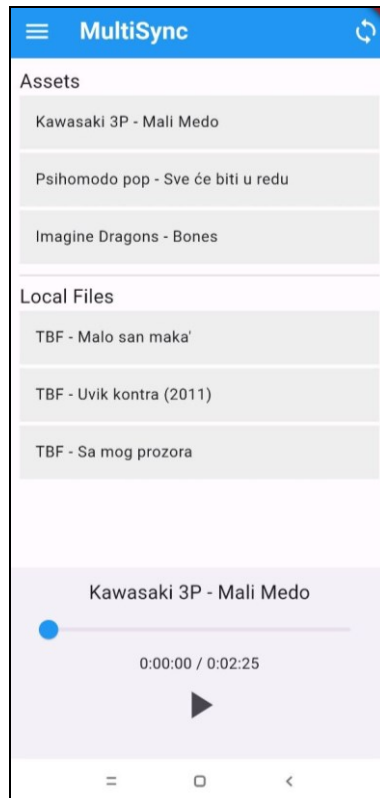 MultiSync
Assets
Kawasaki 3P - Mali Medo
Psihomodo pop - Sve će biti u redu
Imagine Dragons - Bones
Local Files
TBF - Malo san maka'
TBF - Uvik kontra (2011)
TBF - Sa mog prozora
Kawasaki 3P - Mali Medo
0:00:00 / 0:02:25